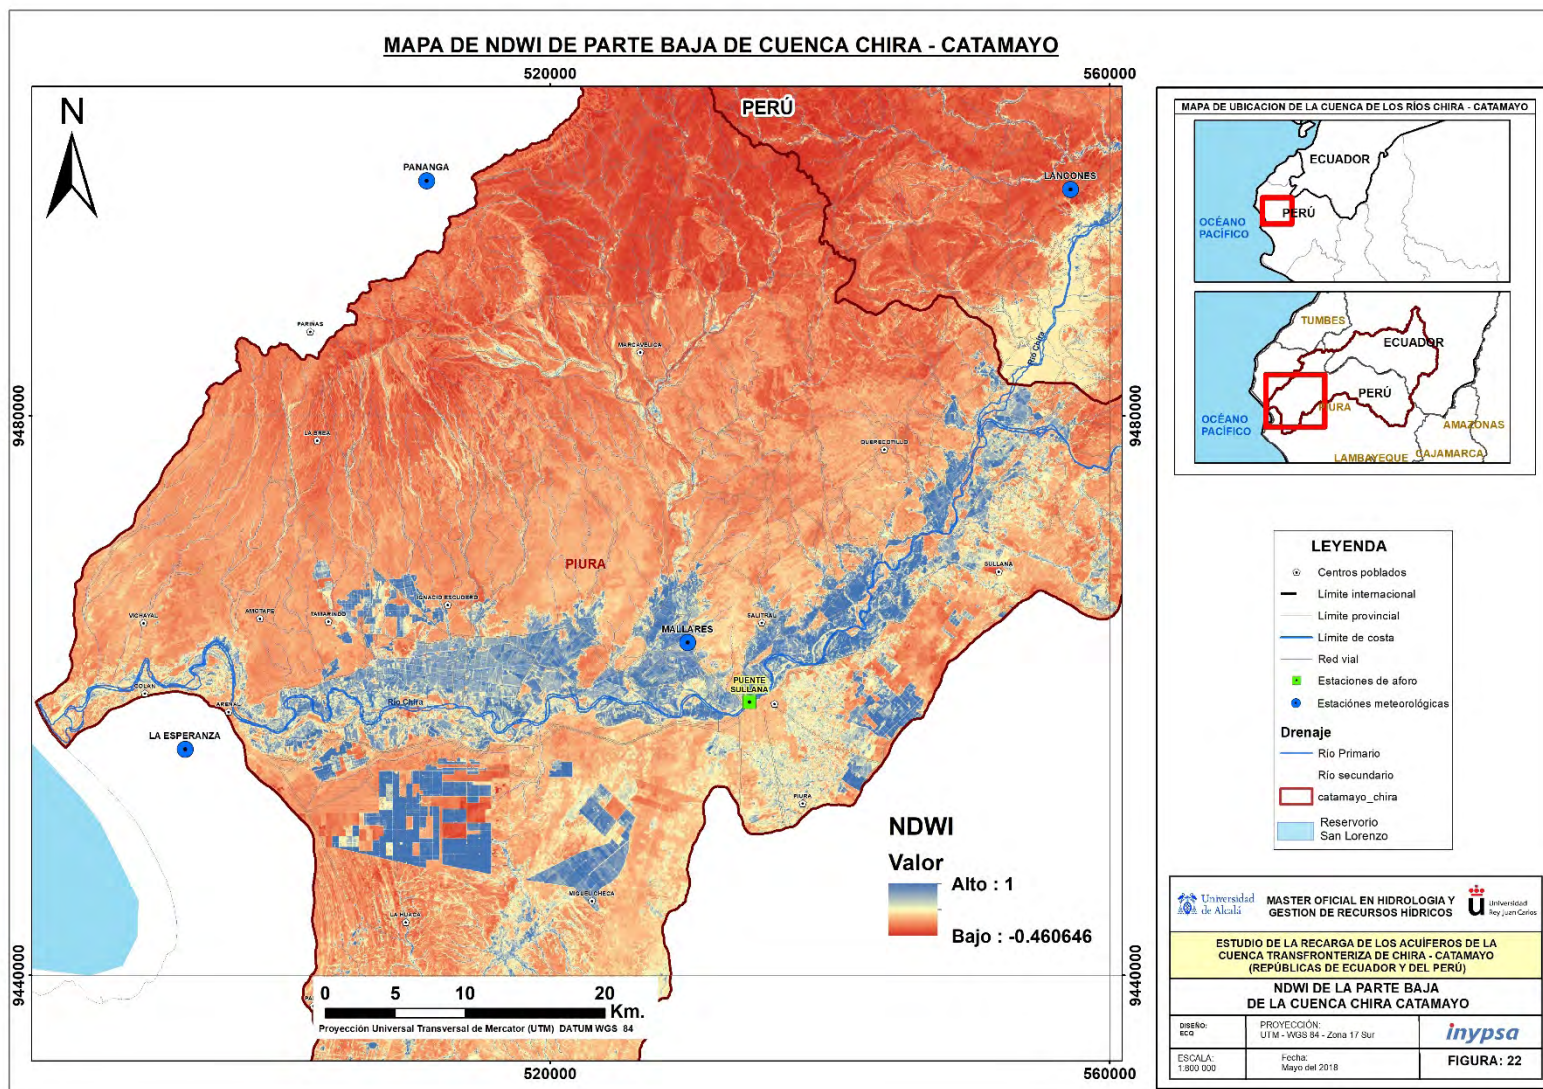 MAPA DE NDWI DE PARTE BAJA DE CUENCA CHIRA - CATAMAYO
520000
560000
N
PERÚ
PANANGA
LANCONES
PARIÑAS
MARCAVELICA
Río Chira
9480000
9480000
LA BREA
QUERECOTILLO
PIURA
SULLANA
IGNACIO ESCUDERO
TAMARINDO
AMOTAPE
VICHAYAL
SALITRAL
MALLARES
PUENTE
SULLANA
COLAN
ARENAL
Río Chira
LA ESPERANZA
PIURA
MIGUEL CHECA
LA HUACA
NDWI
Valor
Alto : 1
Bajo : -0.460646
9440000
9440000
0 5 10 20
Km.
Proyección Universal Transversal de Mercator (UTM) DATUM WGS 84
520000
560000
MAPA DE UBICACION DE LA CUENCA DE LOS RÍOS CHIRA - CATAMAYO
ECUADOR
PERÚ
OCÉANO
PACÍFICO
TUMBES
ECUADOR
PERÚ
PIURA
OCÉANO
PACÍFICO
AMAZONAS
CAJAMARCA
LAMBAYEQUE
LEYENDA
Centros poblados
Límite internacional
Límite provincial
Límite de costa
Red vial
Estaciones de aforo
Estaciónes meteorológicas
Drenaje
Río Primario
Río secundario
catamayo_chira
Reservorio
San Lorenzo
Universidad
de Alcalá
MASTER OFICIAL EN HIDROLOGIA Y
GESTION DE RECURSOS HÍDRICOS
Universidad
Rey Juan Carlos
ESTUDIO DE LA RECARGA DE LOS ACUÍFEROS DE LA
CUENCA TRANSFRONTERIZA DE CHIRA - CATAMAYO
(REPÚBLICAS DE ECUADOR Y DEL PERÚ)
NDWI DE LA PARTE BAJA
DE LA CUENCA CHIRA CATAMAYO
DISEÑO:
ECG
PROYECCIÓN:
UTM - WGS 84 - Zona 17 Sur
inypsa
ESCALA:
1:800 000
Fecha:
Mayo del 2018
FIGURA: 22